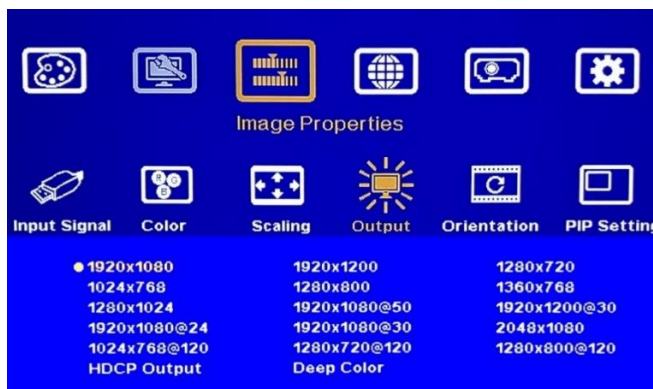 Image Properties
R G B
Input Signal Color Scaling Output Orientation PIP Setting
1920x1080 1920x1200 1280x720
1024x768 1280x800 1360x768
1280x1024 1920x1080@50 1920x1200@30
1920x1080@24 1920x1080@30 2048x1080
1024x768@120 1280x720@120 1280x800@120
HDCP Output Deep Color